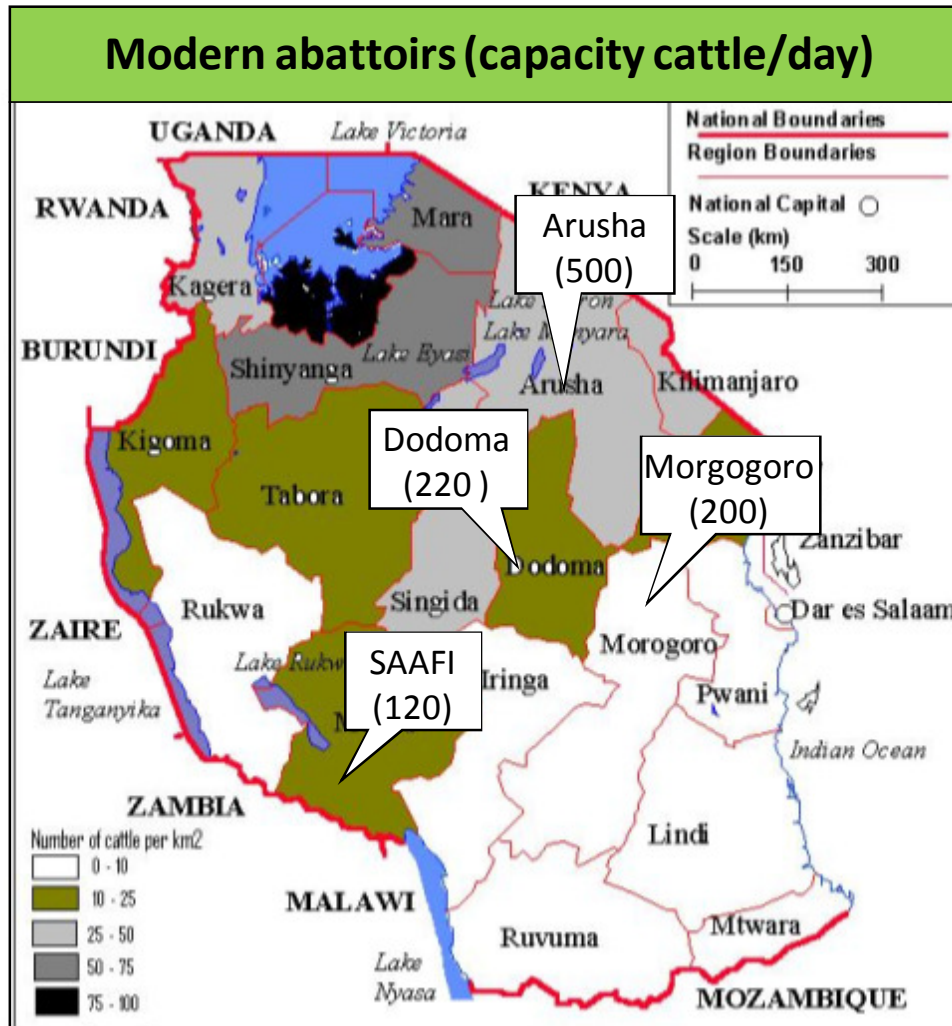 Modern abattoirs (capacity cattle/day)
UGANDA
Lake Victoria
National Boundaries
Region Boundaries
National Capital
Scale (km)
0 150 300
RWANDA
KENYA
Mara
Arusha
(500)
Kagera
BURUNDI
Lake Eyasi
Shinyanga
Arusha
Kilimanjaro
Kigoma
Dodoma
(220 )
Morgogoro
(200)
Tabora
Zanzibar
Dodoma
Singida
Rukwa
Dar es Salaam
ZAIRE
Morogoro
SAAFI
(120)
Iringa
Lake
Tanganyika
Pwani
Indian Ocean
ZAMBIA
Number of cattle per km2
0 - 10
10 - 25
25 - 50
50 - 75
75 - 100
Lindi
MALAWI
Ruvuma
Mtwara
Lake
Nyasa
MOZAMBIQUE